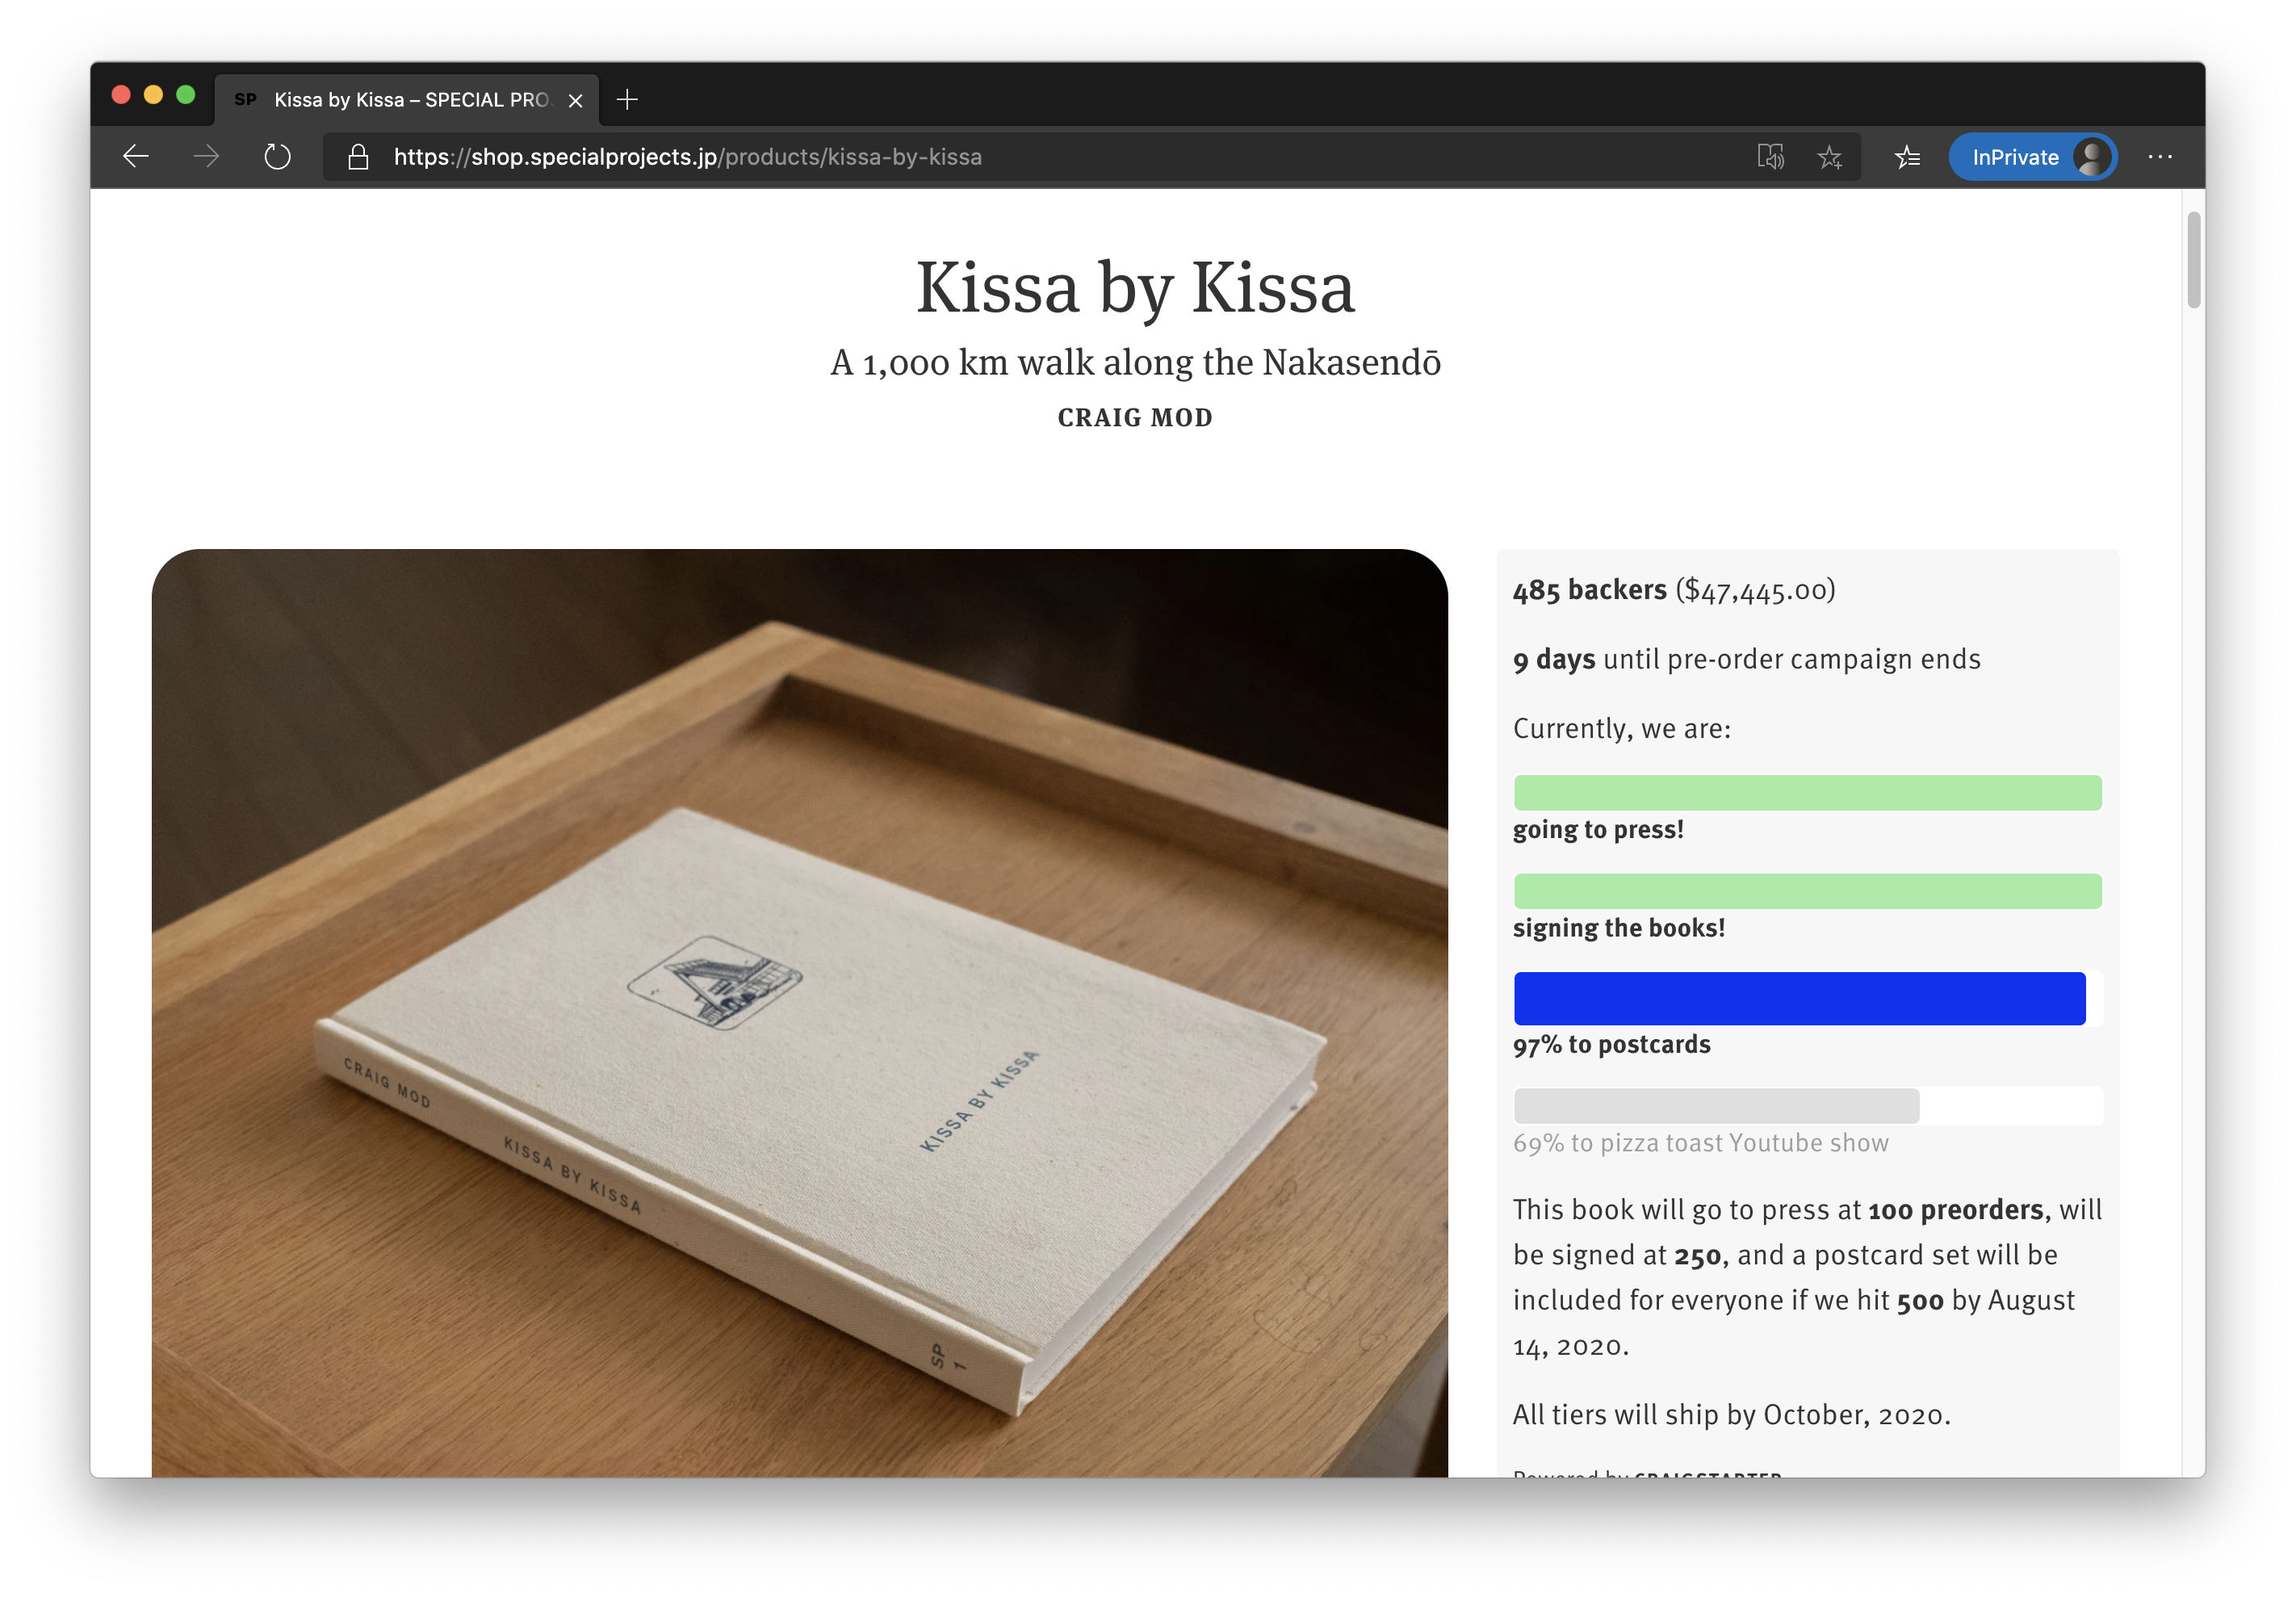 SP Kissa by Kissa – SPECIAL PRO
https://shop.specialprojects.jp/products/kissa-by-kissa
InPrivate
Kissa by Kissa
A 1,000 km walk along the Nakasendō
CRAIG MOD
CRAIG MOD
KISSA BY KISSA
SP
1
KISSA BY KISSA
485 backers ($47,445.00)
9 days until pre-order campaign ends
Currently, we are:
going to press!
signing the books!
97% to postcards
69% to pizza toast Youtube show
This book will go to press at 100 preorders, will
be signed at 250, and a postcard set will be
included for everyone if we hit 500 by August
14, 2020.
All tiers will ship by October, 2020.
Powered by CRAIGSTARTER